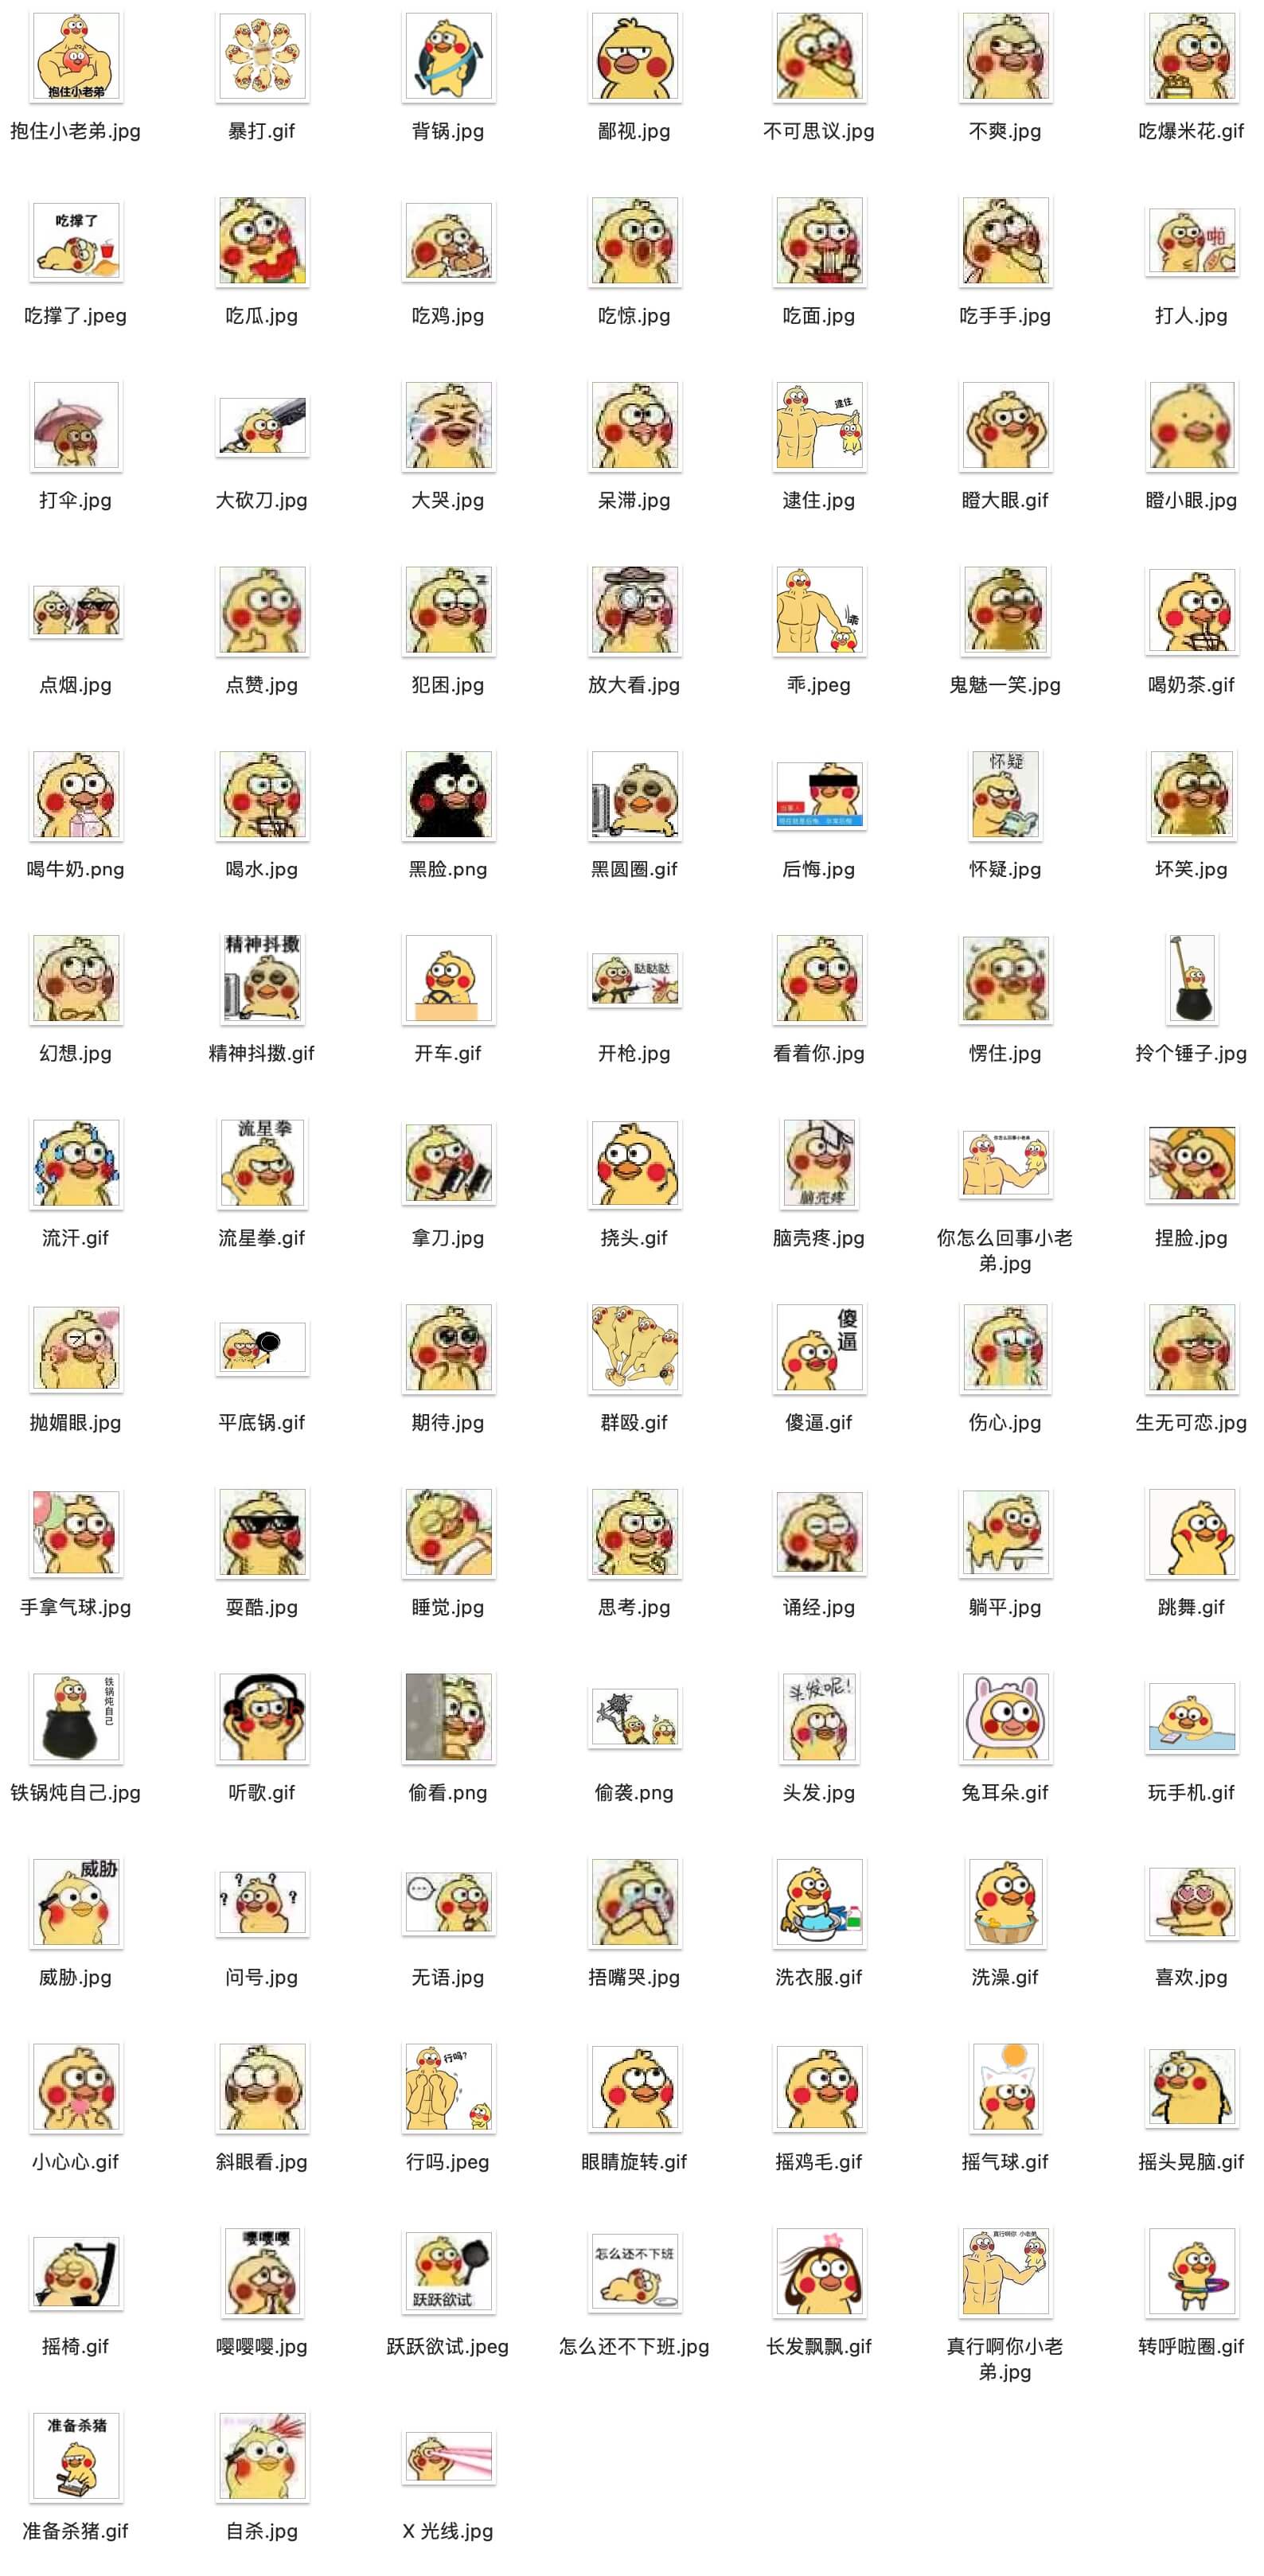 抱住小老弟
抱住小老弟.jpg
暴打.gif
背锅.jpg
鄙视.jpg
不可思议.jpg
不爽.jpg
吃爆米花.gif
吃撑了
啪
吃撑了.jpeg
吃瓜.jpg
吃鸡.jpg
吃惊.jpg
吃面.jpg
吃手手.jpg
打人.jpg
逮住
打伞.jpg
大砍刀.jpg
大哭.jpg
呆滞.jpg
逮住.jpg
瞪大眼.gif
瞪小眼.jpg
乖
点烟.jpg
点赞.jpg
犯困.jpg
放大看.jpg
乖.jpeg
鬼魅一笑.jpg
喝奶茶.gif
怀疑
喝牛奶.png
喝水.jpg
黑脸.png
黑圆圈.gif
后悔.jpg
怀疑.jpg
坏笑.jpg
精神抖擞
哒哒哒
幻想.jpg
精神抖擞.gif
开车.gif
开枪.jpg
看着你.jpg
愣住.jpg
拎个锤子.jpg
流星拳
脑壳疼
你怎么回事小老弟
流汗.gif
流星拳.gif
拿刀.jpg
挠头.gif
脑壳疼.jpg
你怎么回事小老
弟.jpg
捏脸.jpg
傻
逼
抛媚眼.jpg
平底锅.gif
期待.jpg
群殴.gif
傻逼.gif
伤心.jpg
生无可恋.jpg
手拿气球.jpg
耍酷.jpg
睡觉.jpg
思考.jpg
诵经.jpg
躺平.jpg
跳舞.gif
铁锅炖自己
头发呢!
铁锅炖自己.jpg
听歌.gif
偷看.png
偷袭.png
头发.jpg
兔耳朵.gif
玩手机.gif
威胁
? ? ? ?
威胁.jpg
问号.jpg
无语.jpg
捂嘴哭.jpg
洗衣服.gif
洗澡.gif
喜欢.jpg
行吗?
小心心.gif
斜眼看.jpg
行吗.jpeg
眼睛旋转.gif
摇鸡毛.gif
摇气球.gif
摇头晃脑.gif
嘤嘤嘤
跃跃欲试
怎么还不下班
真行啊你 小老弟
摇椅.gif
嘤嘤嘤.jpg
跃跃欲试.jpeg
怎么还不下班.jpg
长发飘飘.gif
真行啊你小老
弟.jpg
转呼啦圈.gif
准备杀猪
准备杀猪.gif
自杀.jpg
X 光线.jpg